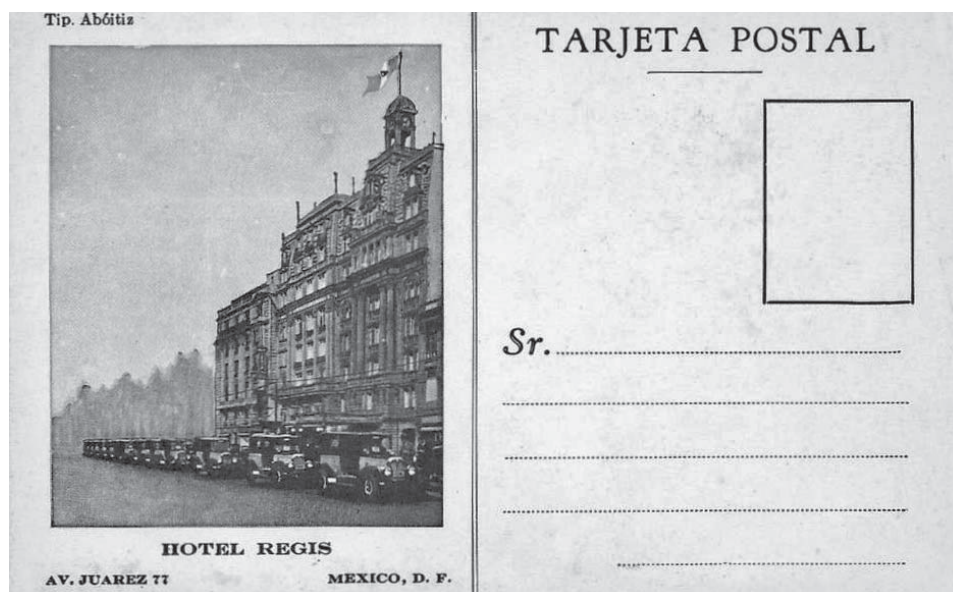 Tip. Abóitiz
HOTEL REGIS
AV. JUAREZ 77
MEXICO, D. F.
TARJETA POSTAL
Sr.